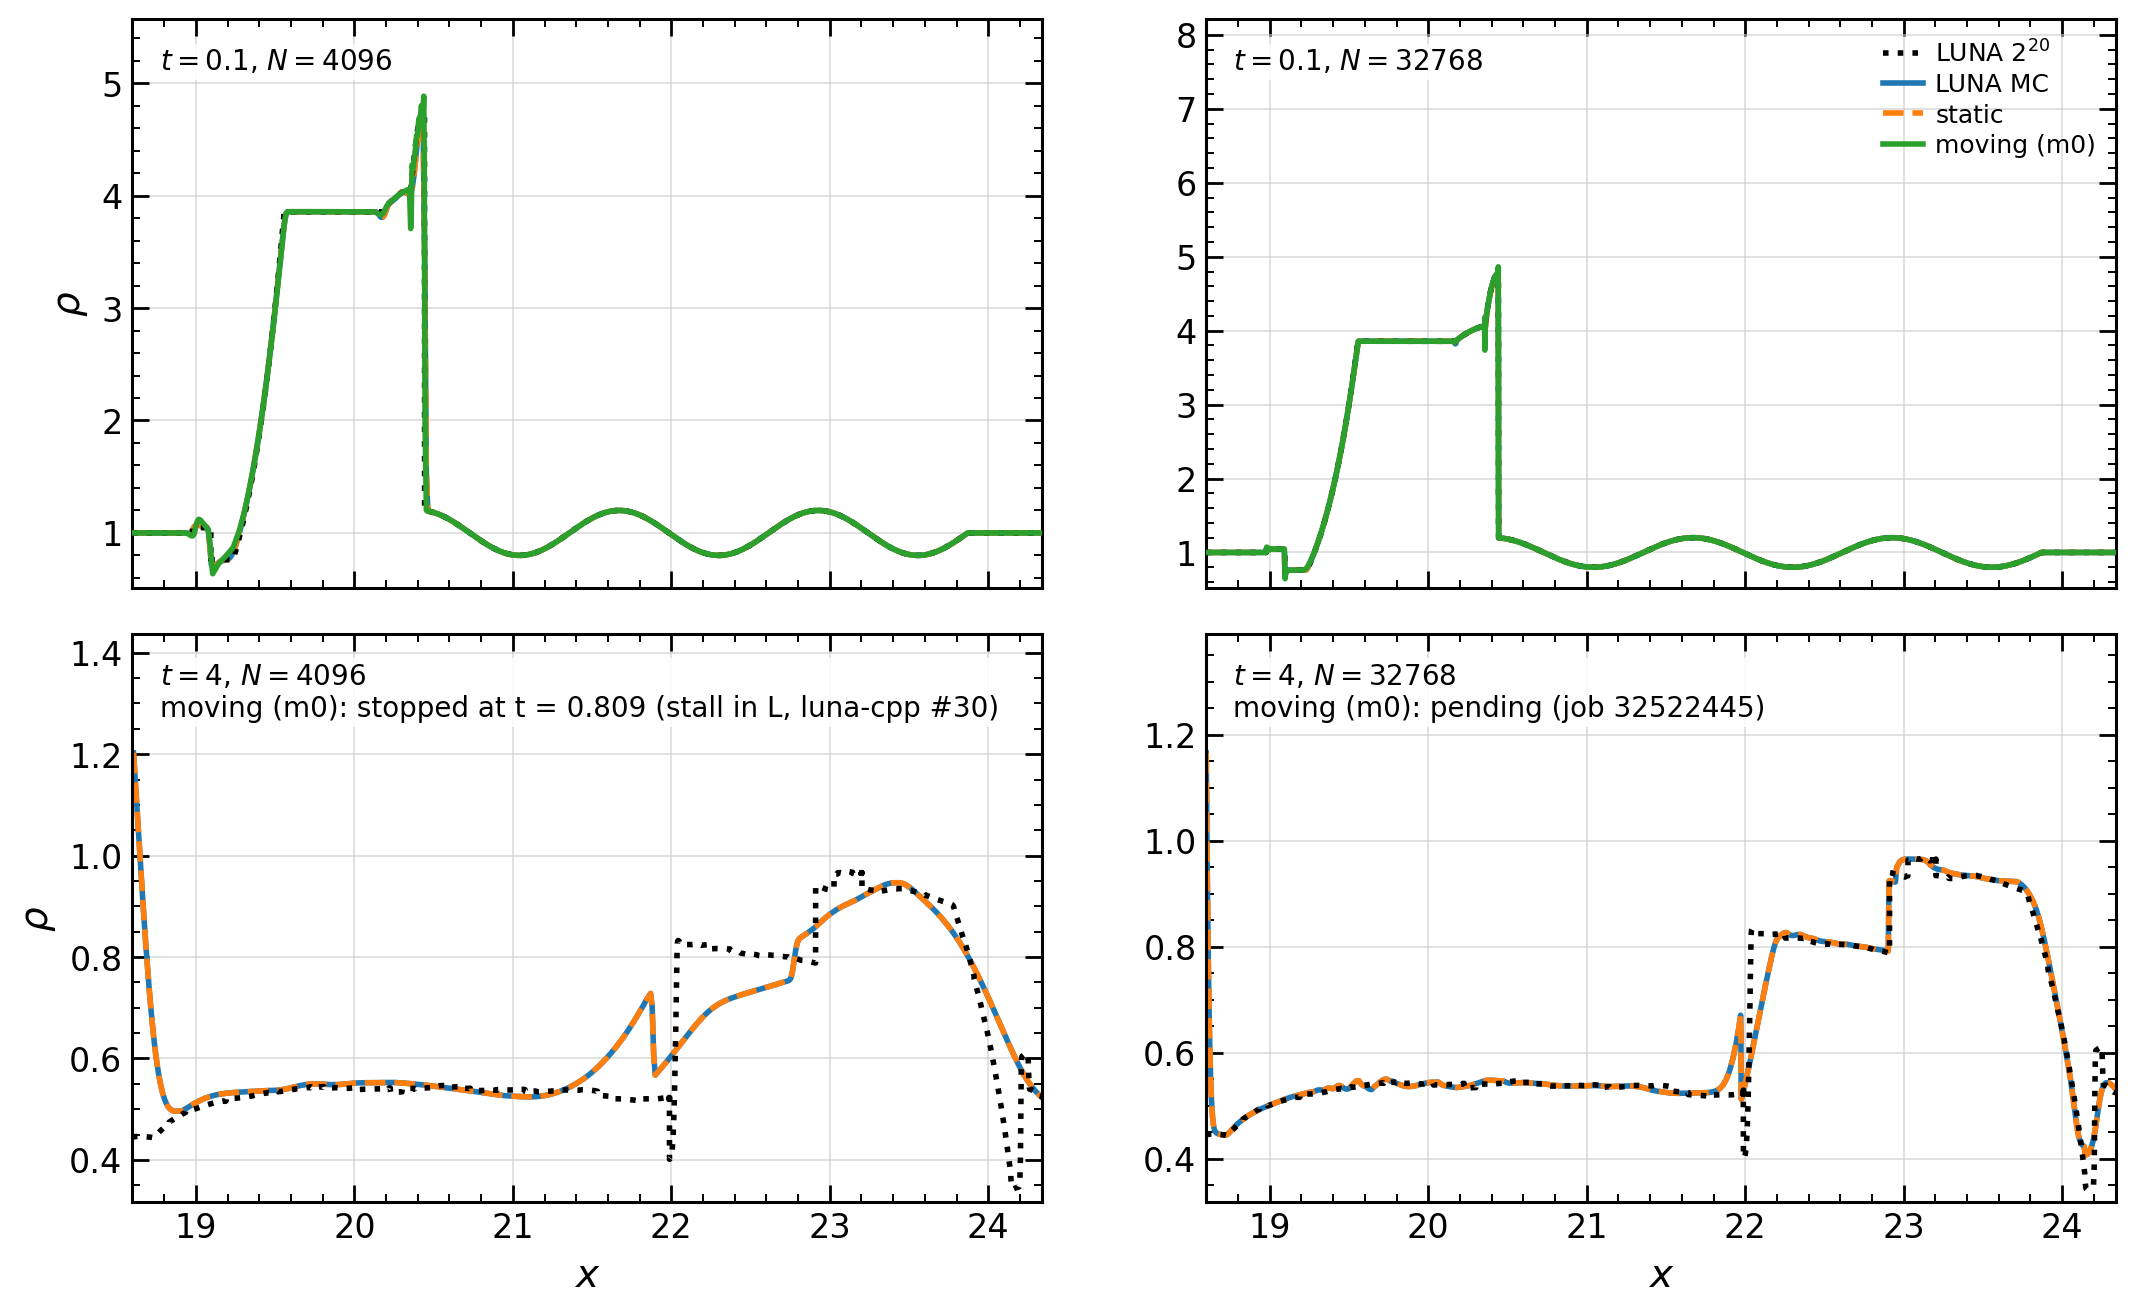 t = 0.1, N = 4096
5
4
3
2
1
ρ
t = 0.1, N = 32768
LUNA 2^20
LUNA MC
static
moving (m0)
8
7
6
5
4
3
2
1
t = 4, N = 4096
moving (m0): stopped at t = 0.809 (stall in L, luna-cpp #30)
1.4
1.2
1.0
0.8
0.6
0.4
ρ
19 20 21 22 23 24
x
t = 4, N = 32768
moving (m0): pending (job 32522445)
1.2
1.0
0.8
0.6
0.4
19 20 21 22 23 24
x